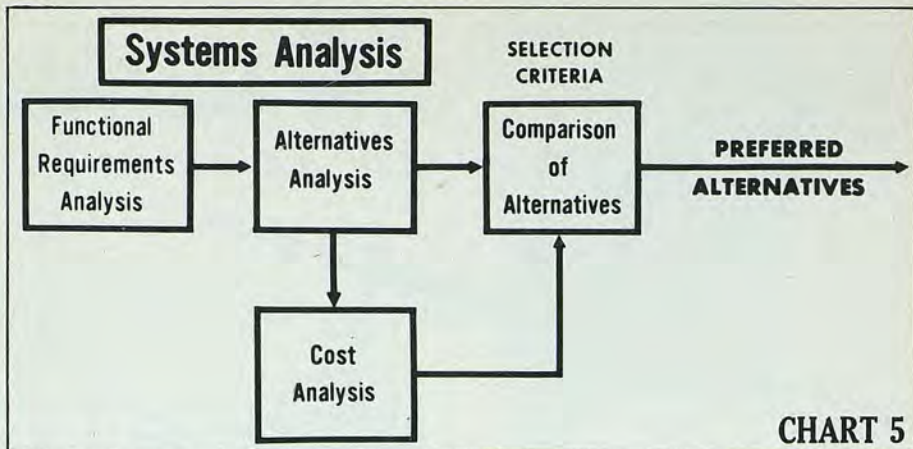 Systems Analysis
SELECTION
CRITERIA
Functional
Requirements
Analysis
Alternatives
Analysis
Comparison
of
Alternatives
PREFERRED
ALTERNATIVES
Cost
Analysis
CHART 5